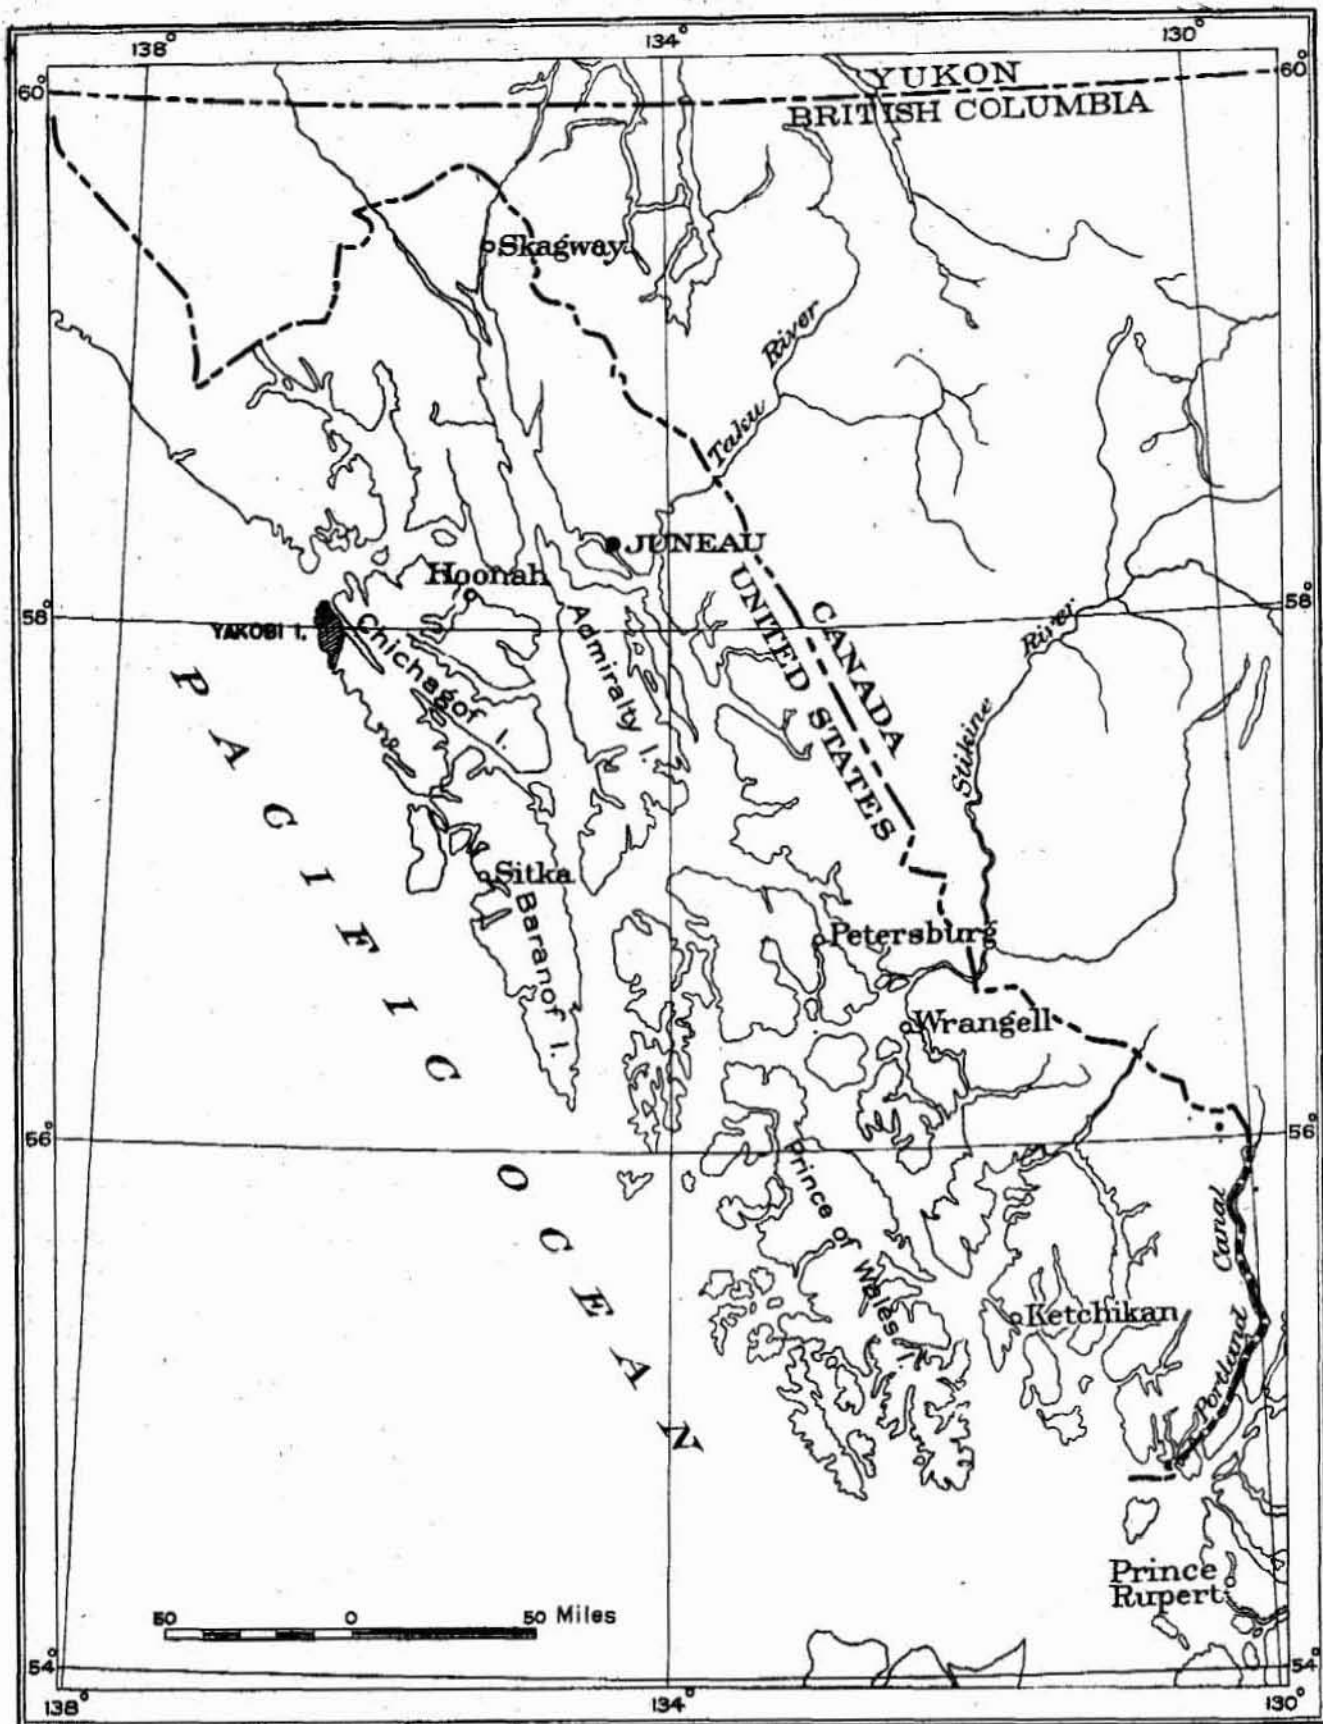 138° 134° 130°
60° 60°
YUKON
BRITISH COLUMBIA
Skagway
Taku River
JUNEAU
Hoonah
58° 58°
YAKOBI I.
Chichagof I.
Admiralty I.
CANADA
UNITED STATES
Stikine River
PACIFIC OCEAN
Sitka
Baranof I.
Petersburg
Wrangell
56° 56°
Prince of Wales I.
Portland Canal
Ketchikan
Prince
Rupert
50 0 50 Miles
54° 54°
138° 134° 130°